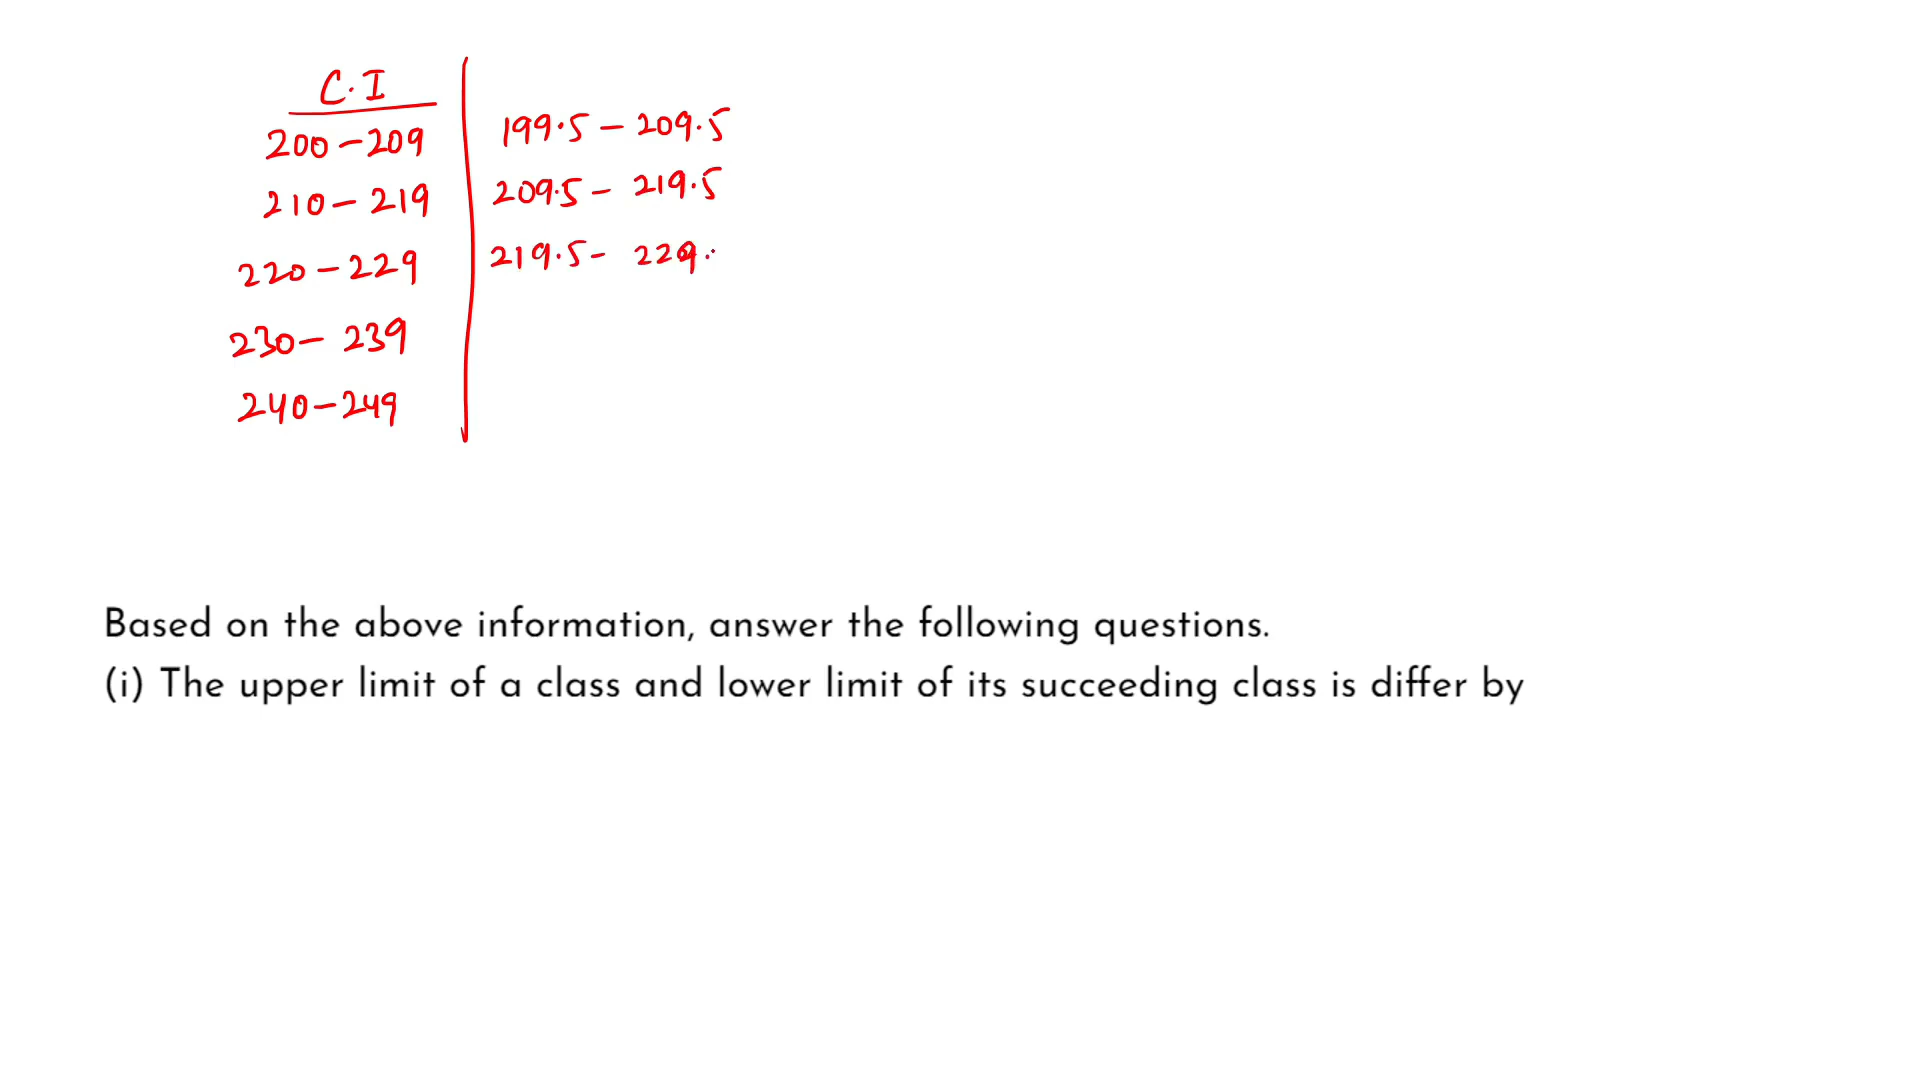 C.I
200-209 199.5-209.5
210-219 209.5-219.5
220-229 219.5-229.
230-239
240-249
Based on the above information, answer the following questions.
(i) The upper limit of a class and lower limit of its succeeding class is differ by